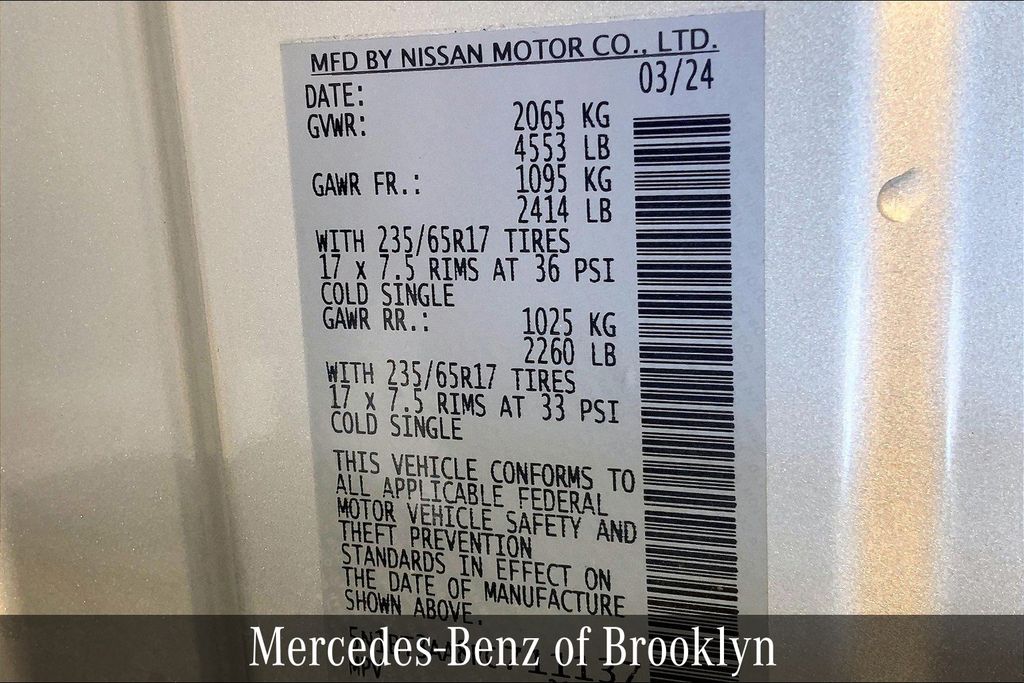 MFD BY NISSAN MOTOR CO., LTD.
DATE: 03/24
GVWR: 2065 KG
4553 LB
GAWR FR.: 1095 KG
2414 LB
WITH 235/65R17 TIRES
17 x 7.5 RIMS AT 36 PSI
COLD SINGLE
GAWR RR.: 1025 KG
2260 LB
WITH 235/65R17 TIRES
17 x 7.5 RIMS AT 33 PSI
COLD SINGLE
THIS VEHICLE CONFORMS TO
ALL APPLICABLE FEDERAL
MOTOR VEHICLE SAFETY AND
THEFT PREVENTION
STANDARDS IN EFFECT ON
THE DATE OF MANUFACTURE
SHOWN ABOVE.
Mercedes-Benz of Brooklyn
MPV